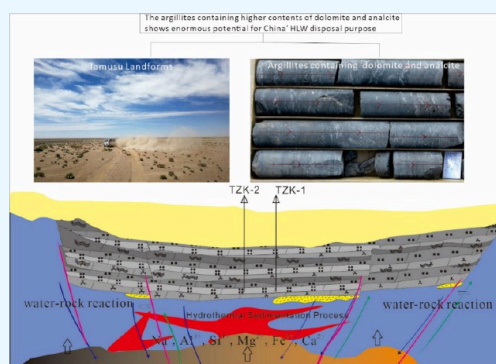 The argillites containing higher contents of dolomite and analcite
shows enormous potential for China' HLW disposal purpose
Tamusu Landforms
Argillites containing dolomite and analcite
TZK-2
TZK-1
water-rock reaction
water-rock reaction
Hydrothermal Sedimentation Process
Na⁺, Al³⁺, Si⁴⁺, Mg²⁺, Fe²⁺, Ca²⁺